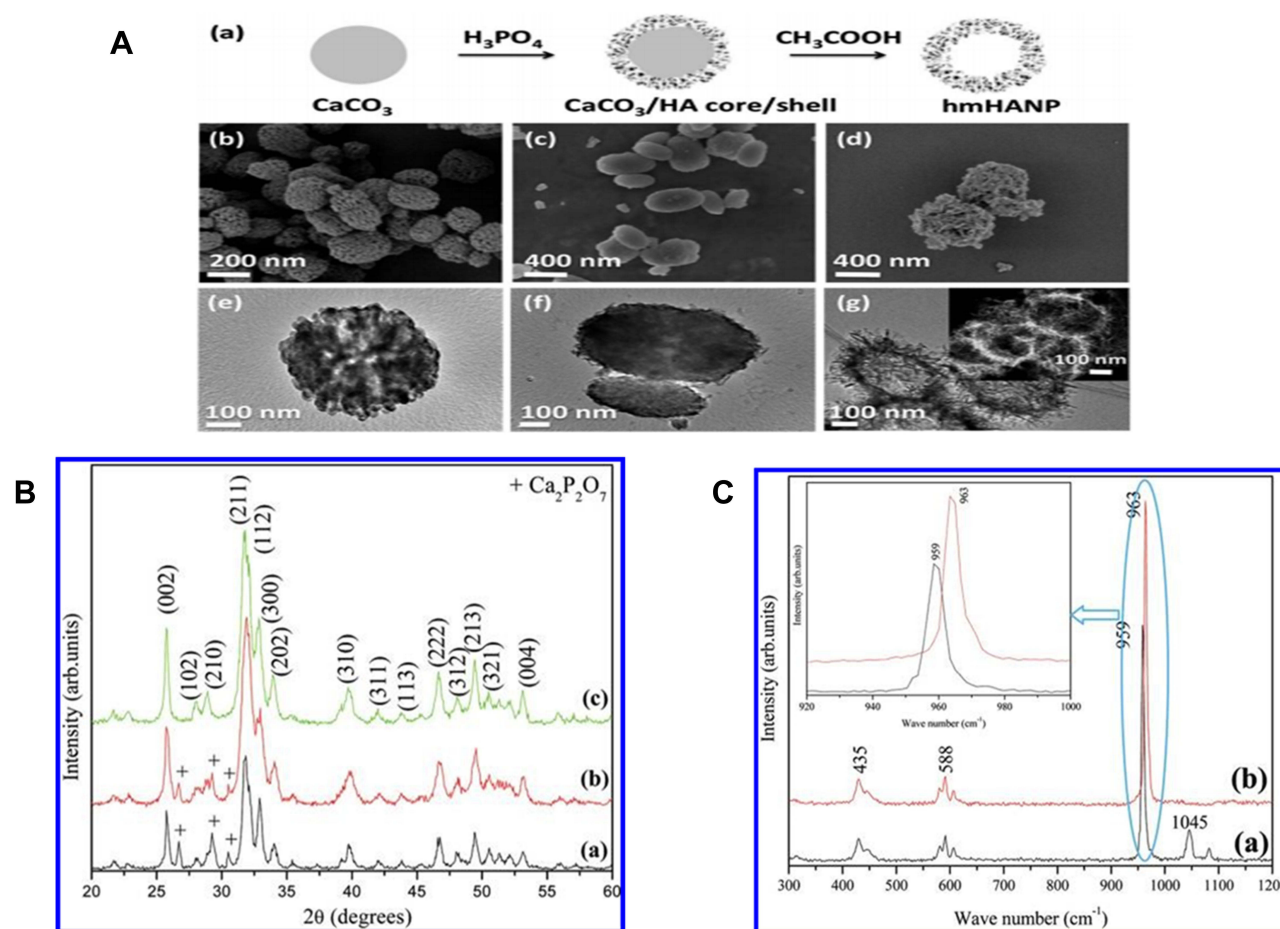 A
(a)
H₃PO₄
CH₃COOH
CaCO₃
CaCO₃/HA core/shell
hmHANP
(b)
(c)
(d)
200 nm
400 nm
400 nm
(e)
(f)
(g)
100 nm
100 nm
100 nm
100 nm
B
+ Ca₂P₂O₇
(002)
(102)
(210)
(211)
(112)
(300)
(202)
(310)
(311)
(113)
(222)
(312)
(213)
(321)
(004)
(c)
+ + +
(b)
+ + +
(a)
Intensity (arb.units)
20 25 30 35 40 45 50 55 60
2θ (degrees)
C
963
959
Intensity (arb.units)
920 940 960 980 1000
Wave number (cm⁻¹)
963
959
435
588
(b)
1045
(a)
Intensity (arb.units)
300 400 500 600 700 800 900 1000 1100 120
Wave number (cm⁻¹)